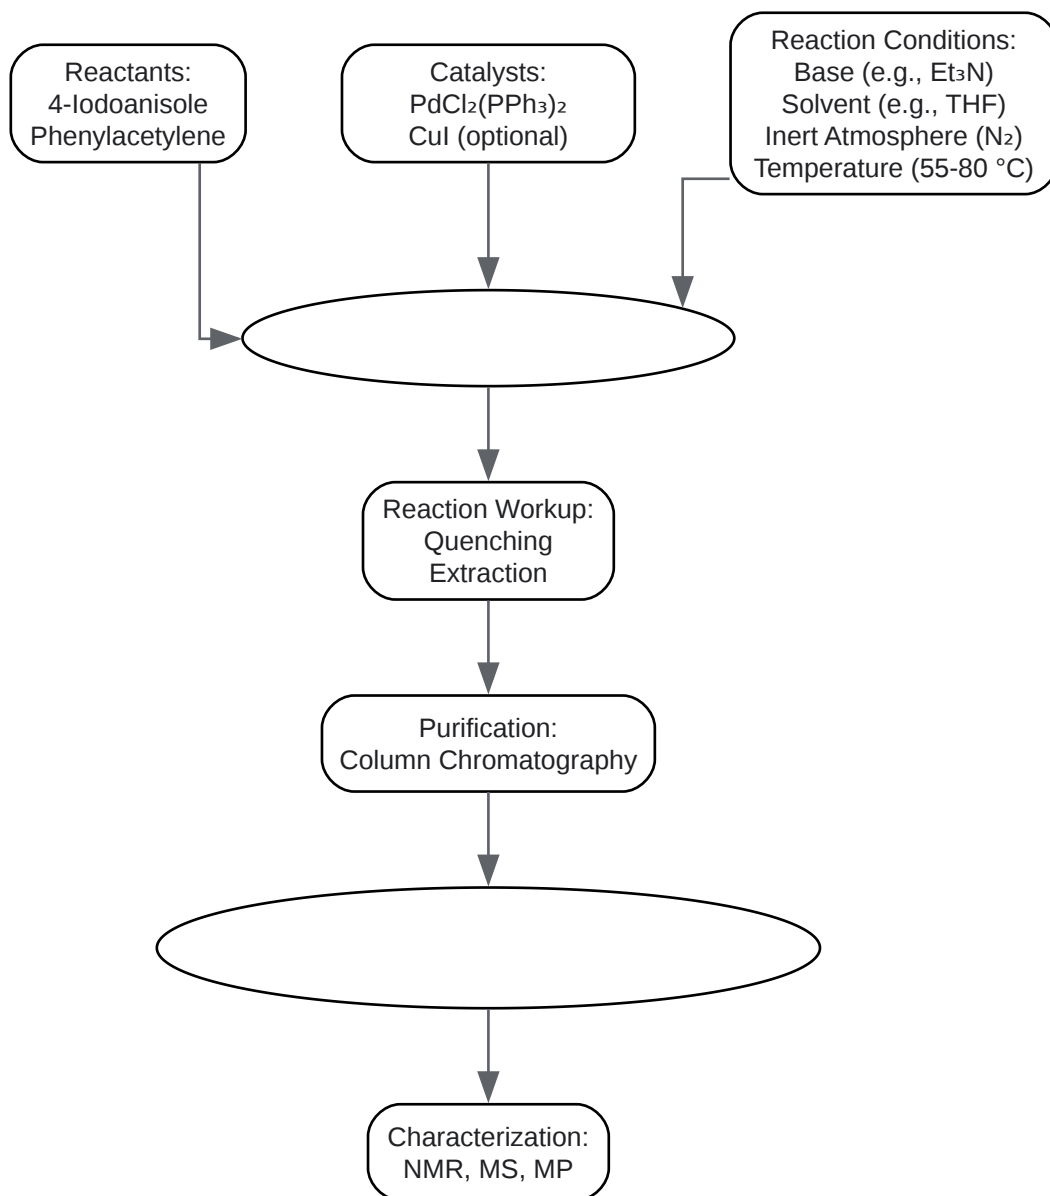 Reactants:
4-Iodoanisole
Phenylacetylene
Catalysts:
PdCl₂(PPh₃)₂
CuI (optional)
Reaction Conditions:
Base (e.g., Et₃N)
Solvent (e.g., THF)
Inert Atmosphere (N₂)
Temperature (55-80 °C)
Reaction Workup:
Quenching
Extraction
Purification:
Column Chromatography
Characterization:
NMR, MS, MP